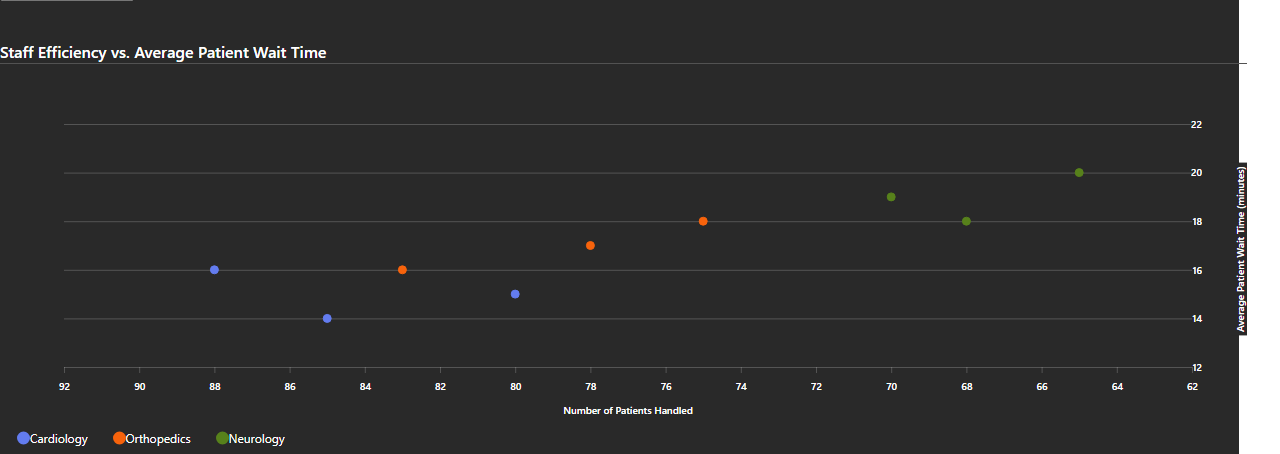 Staff Efficiency vs. Average Patient Wait Time
22
20
18
16
14
12
Average Patient Wait Time (minutes)
92 90 88 86 84 82 80 78 76 74 72 70 68 66 64 62
Number of Patients Handled
Cardiology Orthopedics Neurology